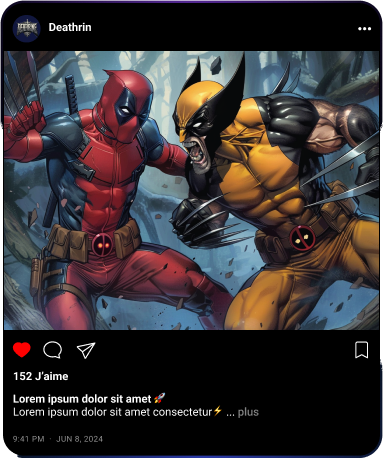 Deathrin
152 J'aime
Lorem ipsum dolor sit amet 🚀
Lorem ipsum dolor sit amet consectetur⚡ ... plus
9:41 PM · JUN 8, 2024